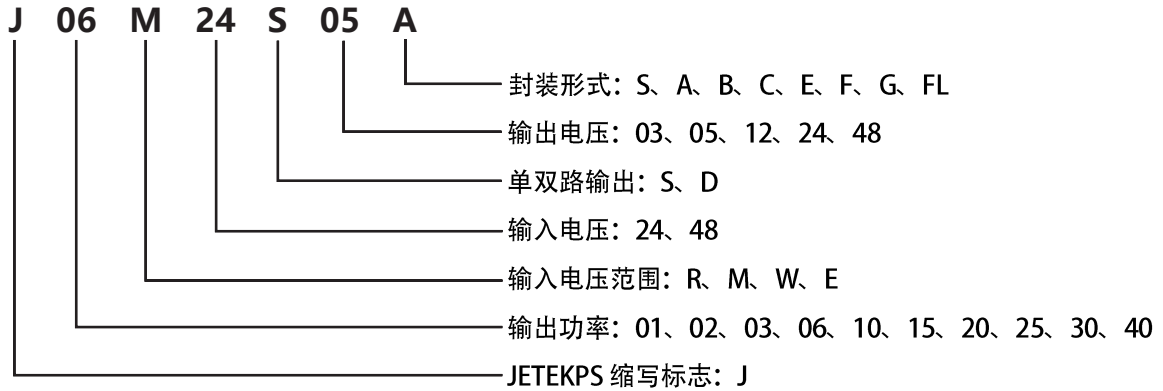 J 06 M 24 S 05 A
封装形式：S、A、B、C、E、F、G、FL
输出电压：03、05、12、24、48
单双路输出：S、D
输入电压：24、48
输入电压范围：R、M、W、E
输出功率：01、02、03、06、10、15、20、25、30、40
JETEKPS 缩写标志：J